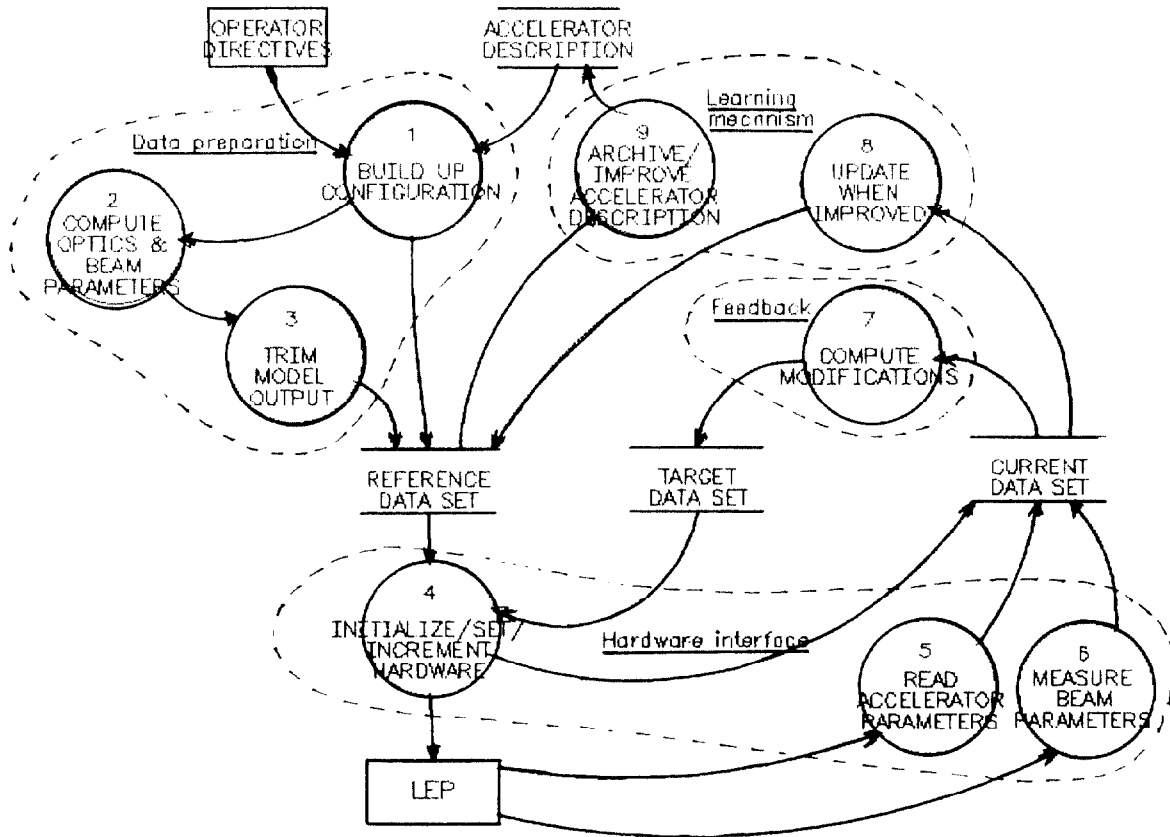 OPERATOR
DIRECTIVES
ACCELERATOR
DESCRIPTION
Learning
mecanism
Data preparation
1
BUILD UP
CONFIGURATION
9
ARCHIVE/
IMPROVE
ACCELERATOR
DESCRIPTION
8
UPDATE
WHEN
IMPROVED
2
COMPUTE
OPTICS &
BEAM
PARAMETERS
3
TRIM
MODEL
OUTPUT
Feedback
7
COMPUTE
MODIFICATIONS
REFERENCE
DATA SET
TARGET
DATA SET
CURRENT
DATA SET
4
INITIALIZE/SET/
INCREMENT
HARDWARE
Hardware interface
5
READ
ACCELERATOR
PARAMETERS
6
MEASURE
BEAM
PARAMETERS
LEP